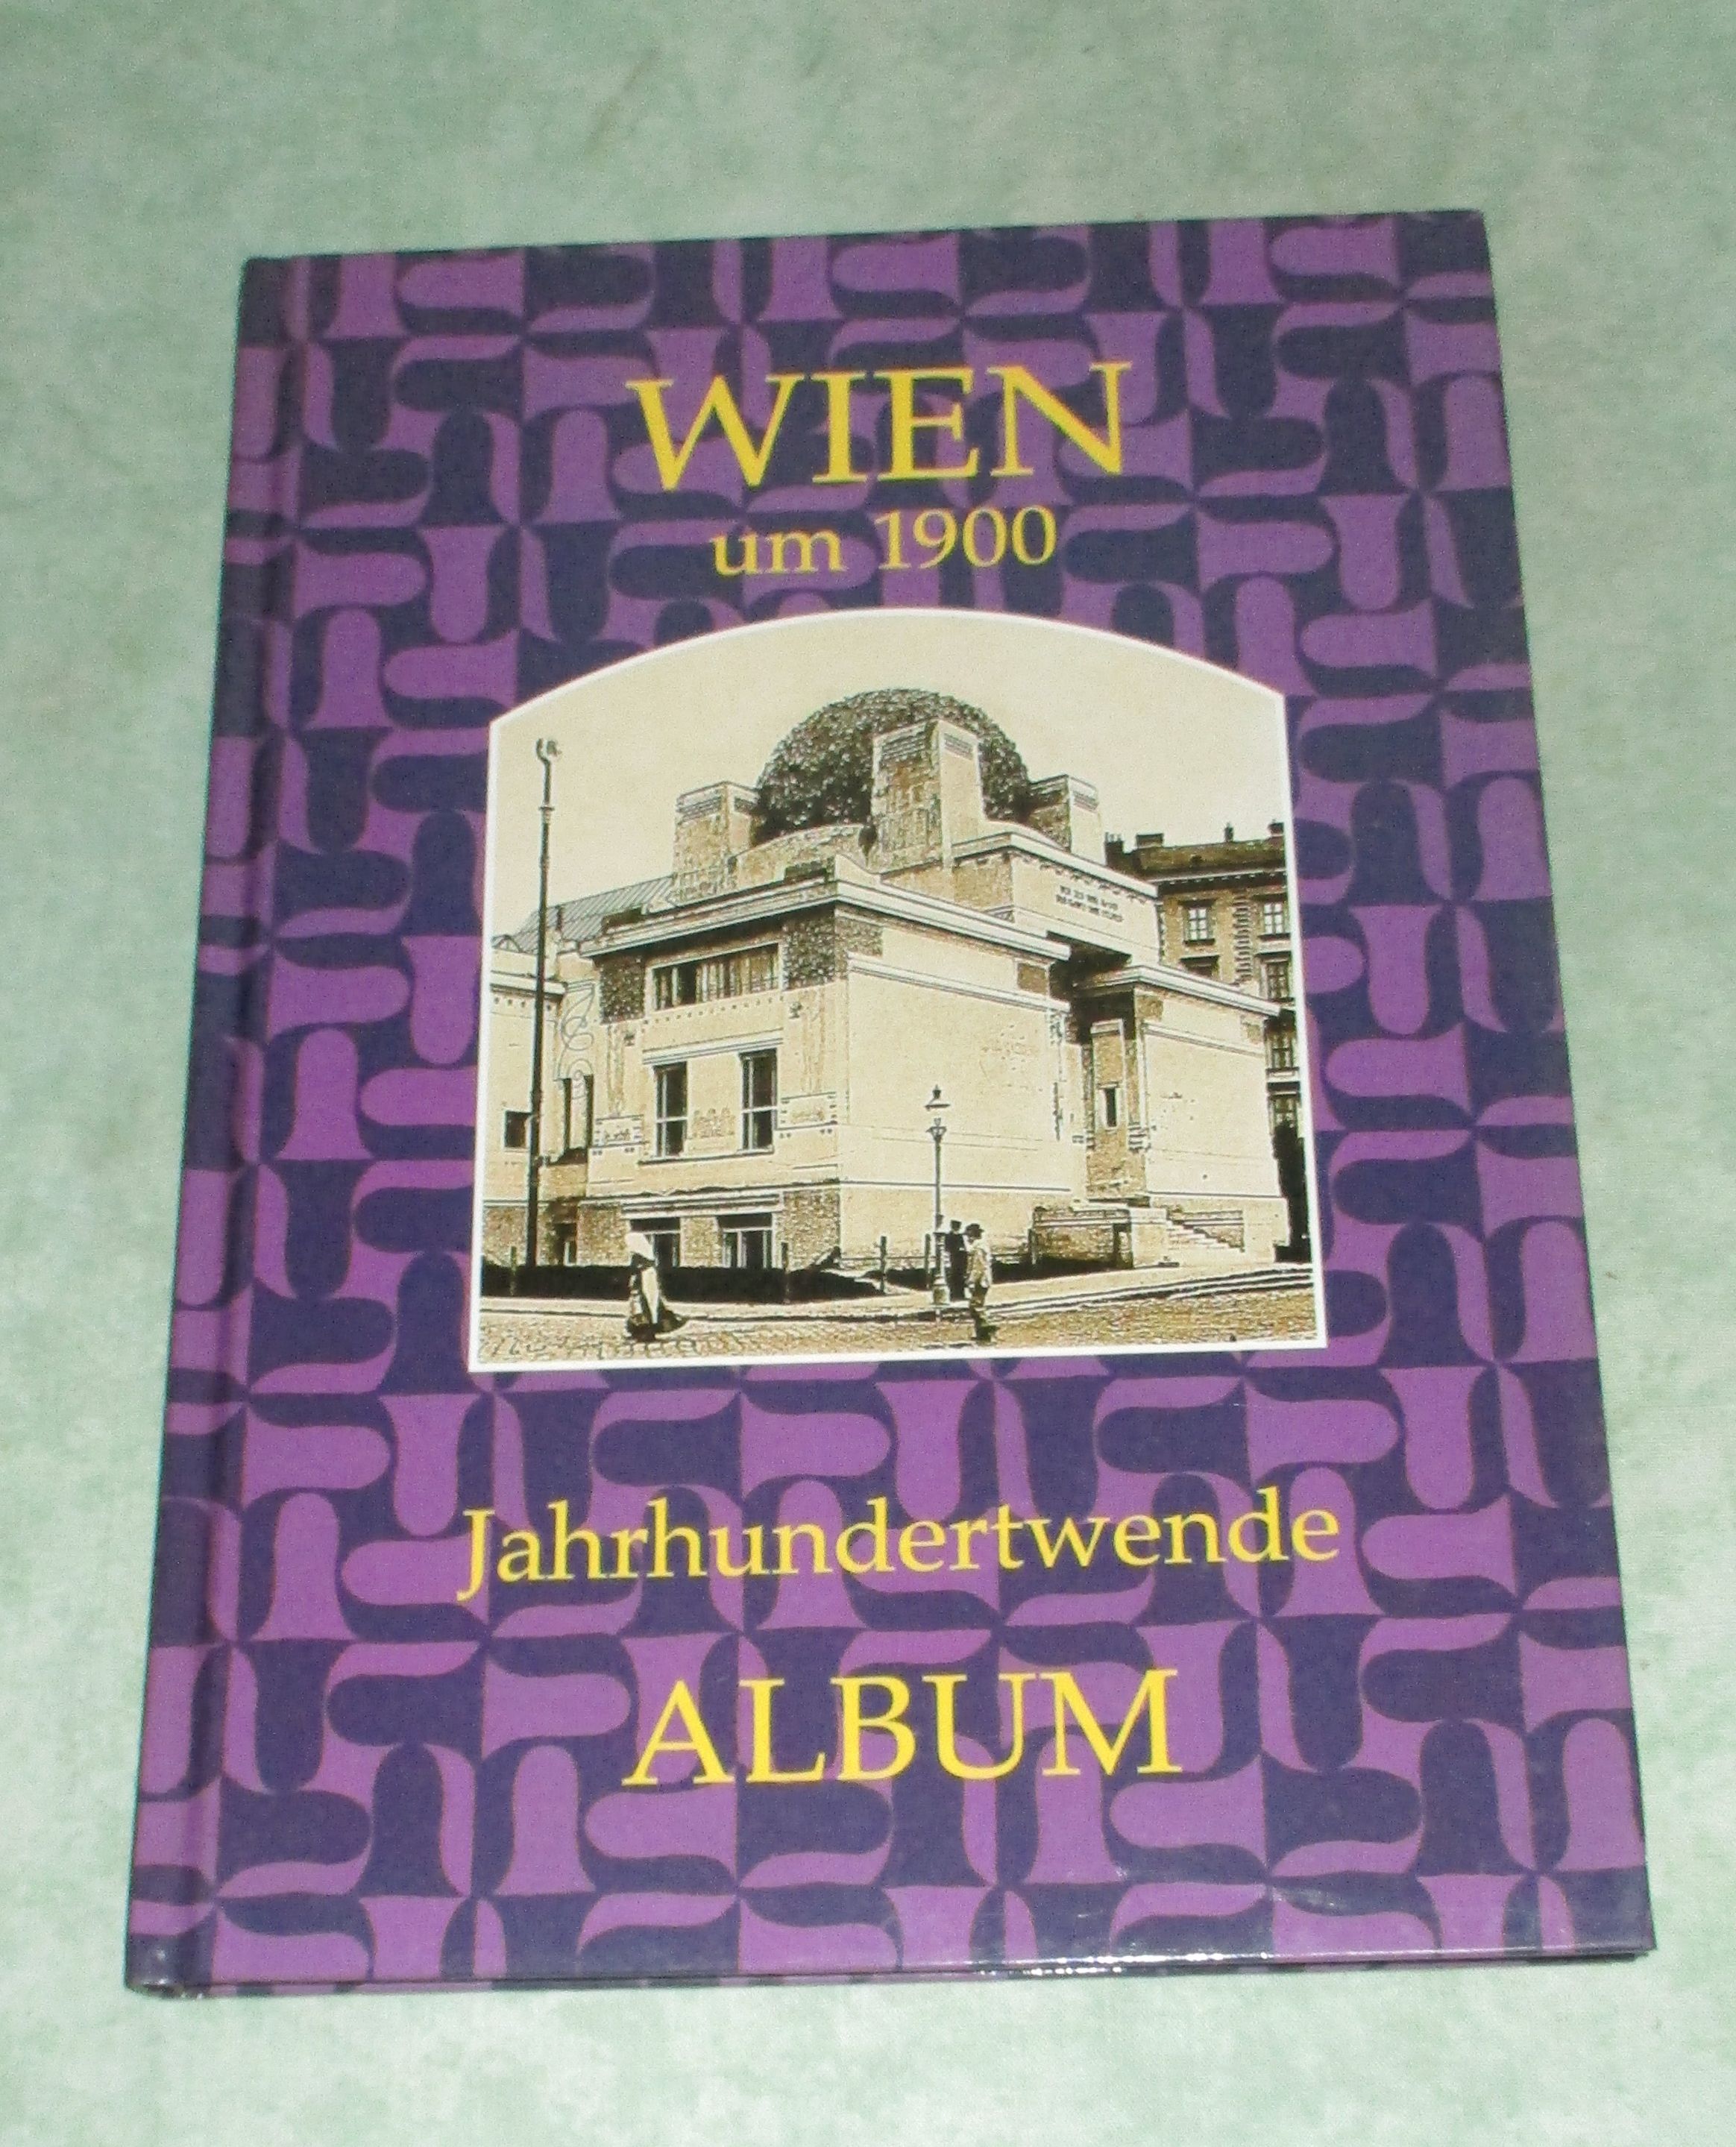 WIEN
um 1900
Jahrhundertwende
ALBUM